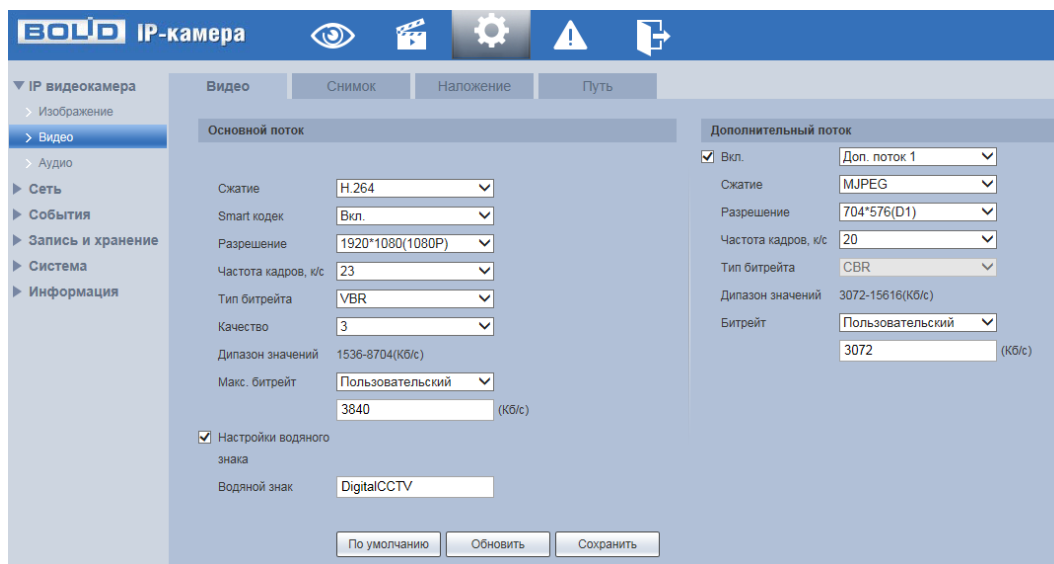 BOLID IP-камера
IP видеокамера
Изображение
Видео
Аудио
Сеть
События
Запись и хранение
Система
Информация
Видео Снимок Наложение Путь
Основной поток
Сжатие H.264
Smart кодек Вкл.
Разрешение 1920*1080(1080P)
Частота кадров, к/с 23
Тип битрейта VBR
Качество 3
Дипазон значений 1536-8704(Кб/с)
Макс. битрейт Пользовательский
3840 (Кб/с)
Настройки водяного
знака
Водяной знак DigitalCCTV
По умолчанию Обновить Сохранить
Дополнительный поток
Вкл. Доп. поток 1
Сжатие MJPEG
Разрешение 704*576(D1)
Частота кадров, к/с 20
Тип битрейта CBR
Дипазон значений 3072-15616(Кб/с)
Битрейт Пользовательский
3072 (Кб/с)